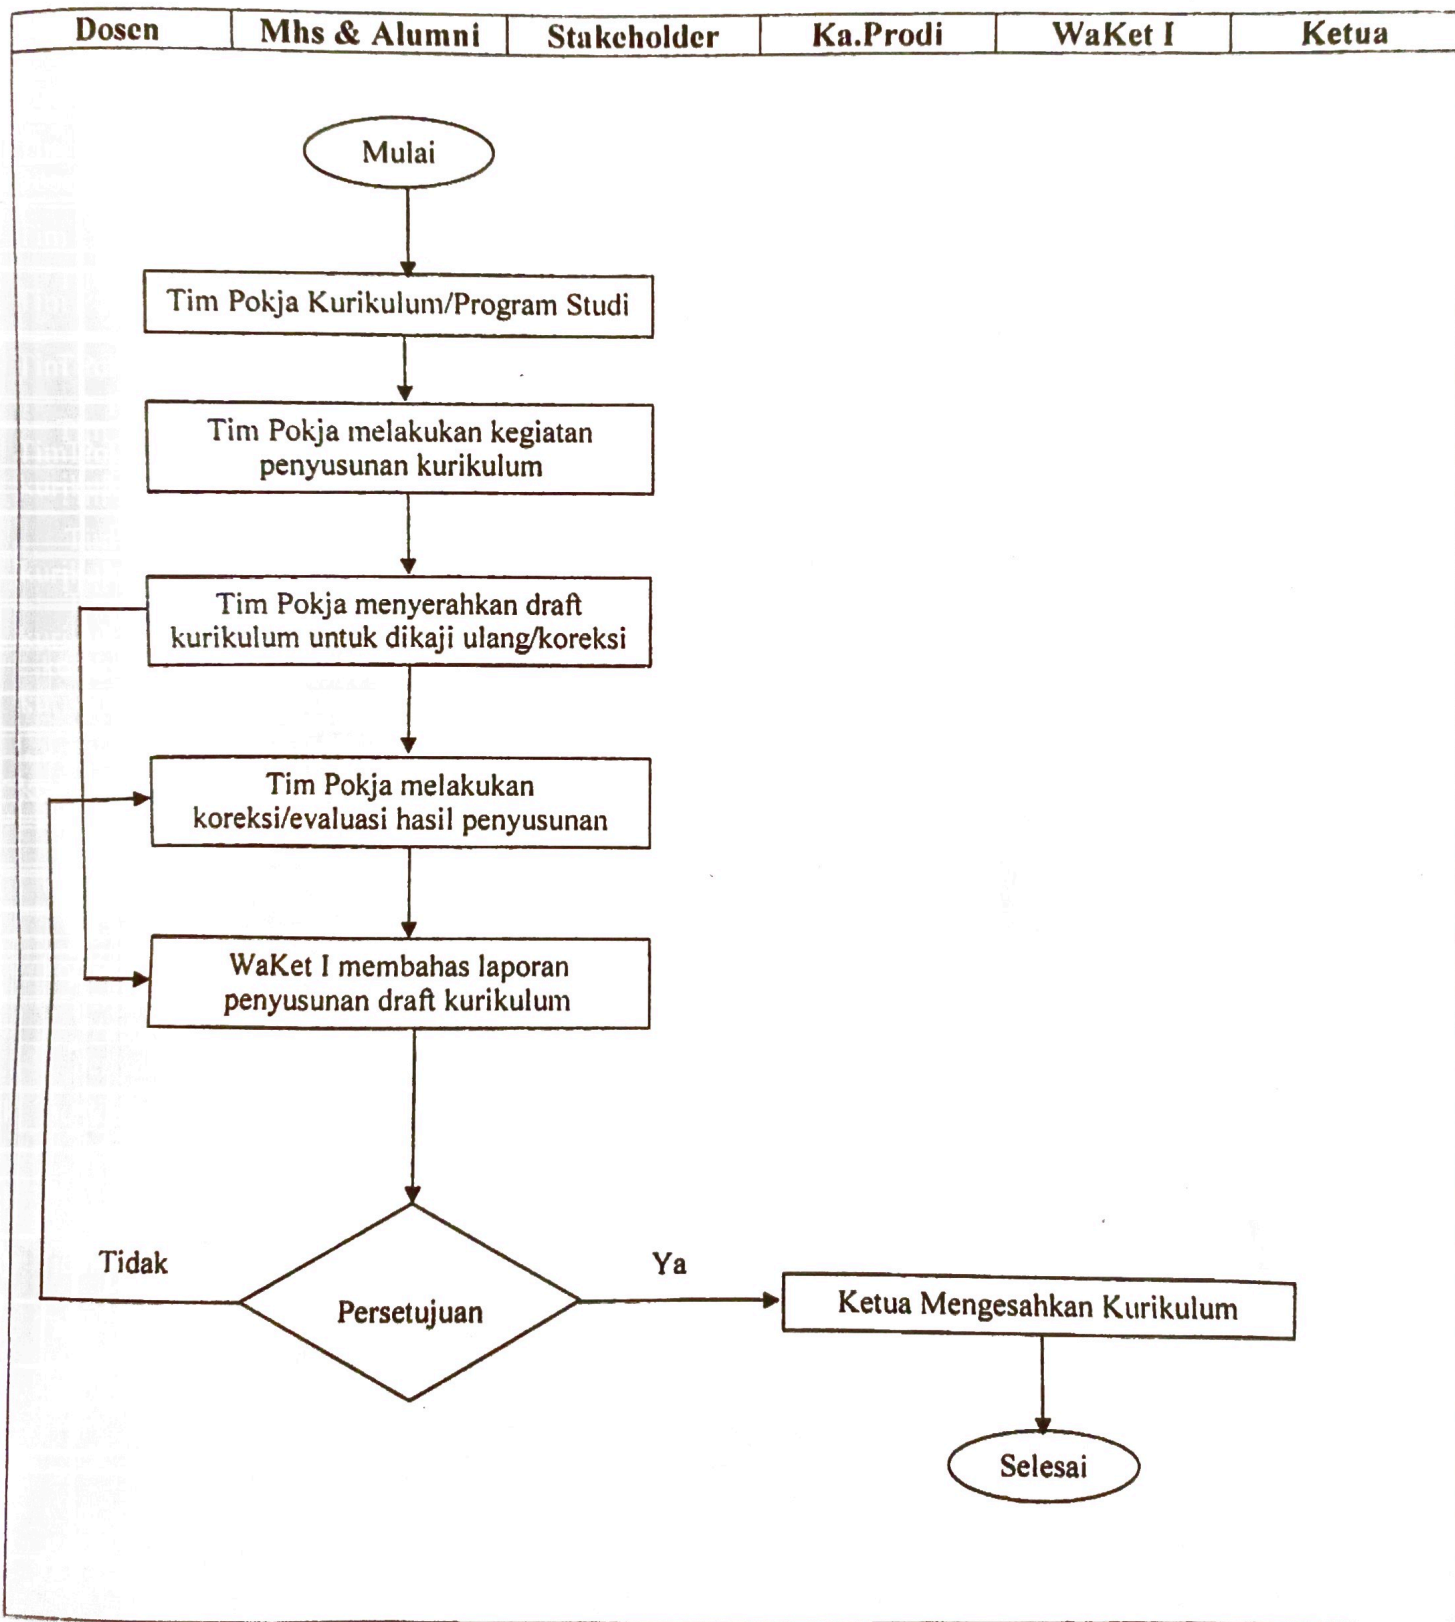 Dosen Mhs & Alumni Stakeholder Ka.Prodi WaKet I Ketua
Mulai
Tim Pokja Kurikulum/Program Studi
Tim Pokja melakukan kegiatan
penyusunan kurikulum
Tim Pokja menyerahkan draft
kurikulum untuk dikaji ulang/koreksi
Tim Pokja melakukan
koreksi/evaluasi hasil penyusunan
WaKet I membahas laporan
penyusunan draft kurikulum
Tidak
Persetujuan
Ya
Ketua Mengesahkan Kurikulum
Selesai